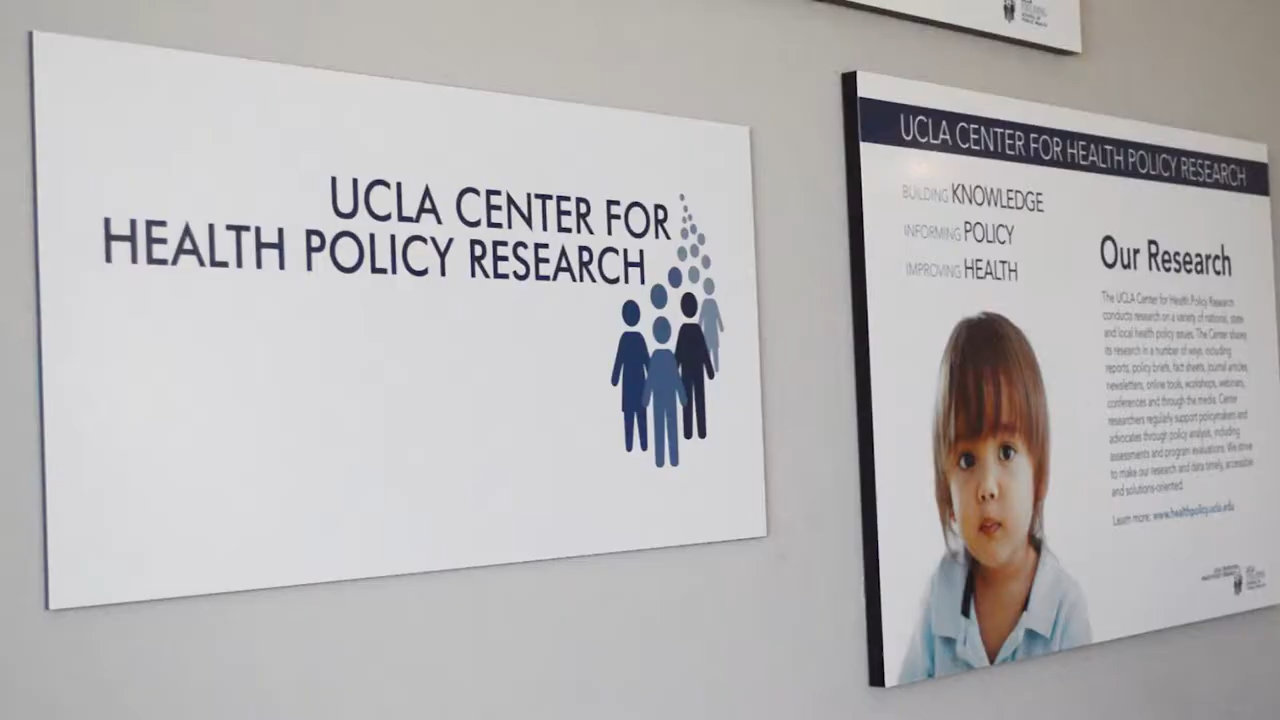 UCLA CENTER FOR
HEALTH POLICY RESEARCH
UCLA CENTER FOR HEALTH POLICY RESEARCH
BUILDING KNOWLEDGE
INFORMING POLICY
IMPROVING HEALTH
Our Research
The UCLA Center for Health Policy Research
conducts research on a variety of national, state
and local health policy issues. The Center shares
its research in a number of ways, including
reports, policy briefs, fact sheets, journal articles,
newsletters, online tools, workshops, webinars,
conferences and through the media. Center
researchers regularly support policymakers and
advocates through policy analysis, including
assessments and program evaluations. We strive
to make our research and data timely, accessible
and solutions-oriented.
Learn more: www.healthpolicy.ucla.edu